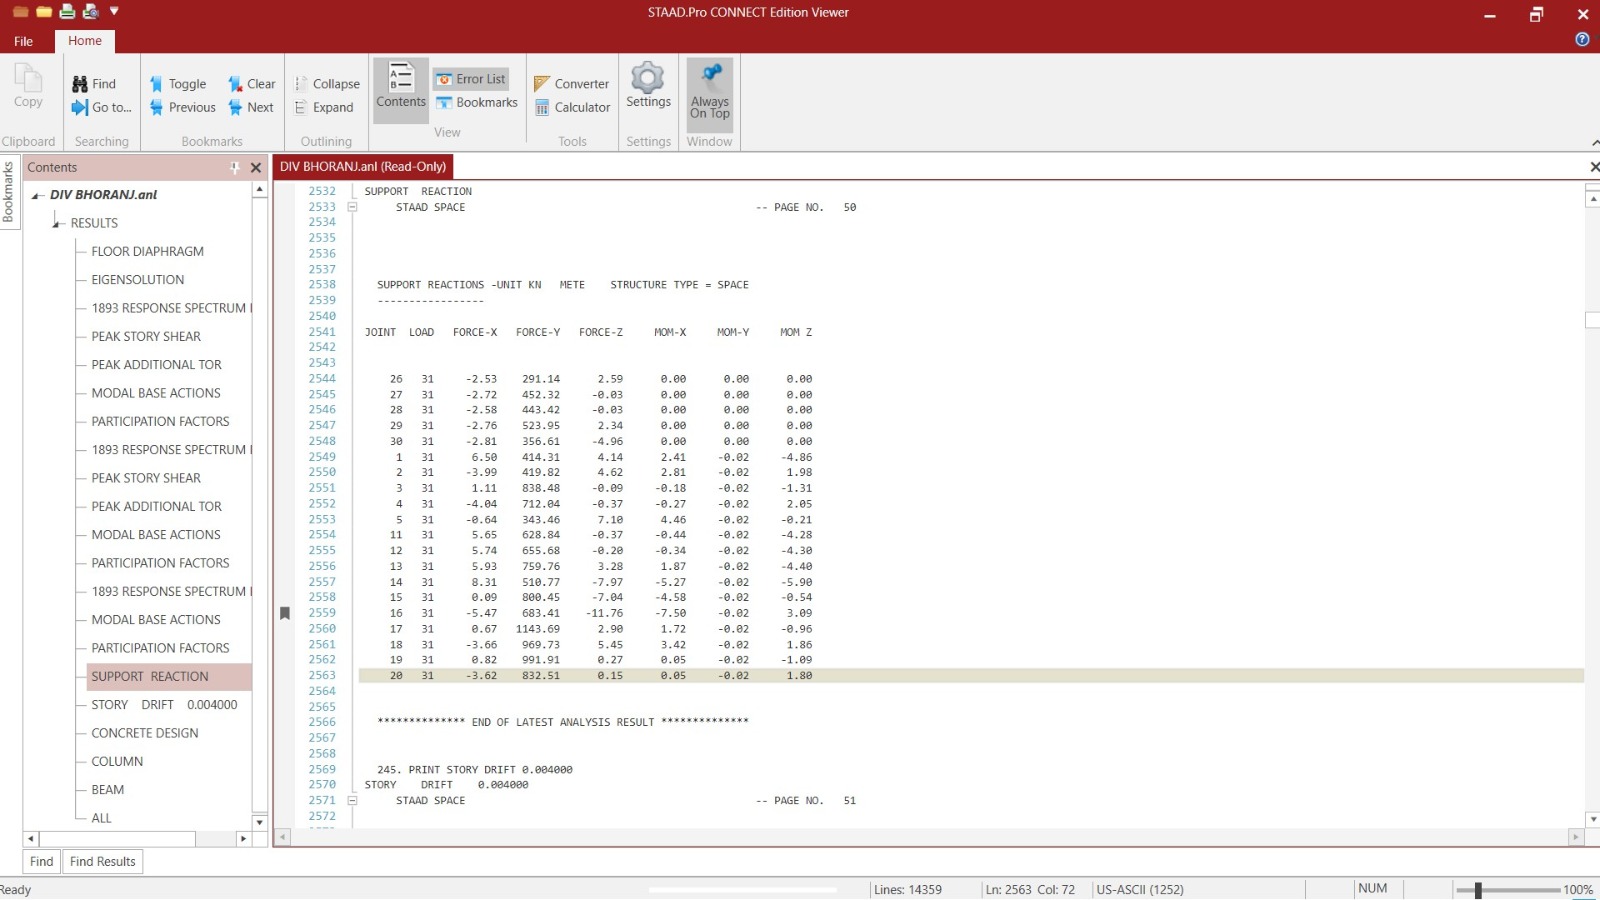 STAAD.Pro CONNECT Edition Viewer
File Home
Copy Find Toggle Clear Collapse Contents Error List Converter Settings Always On Top
Go to... Previous Next Expand Bookmarks Calculator
Clipboard Searching Bookmarks Outlining View Tools Settings Window
Bookmarks
Contents
DIV BHORANJ.anl (Read-Only)
DIV BHORANJ.anl
RESULTS
FLOOR DIAPHRAGM
EIGENSOLUTION
1893 RESPONSE SPECTRUM
PEAK STORY SHEAR
PEAK ADDITIONAL TOR
MODAL BASE ACTIONS
PARTICIPATION FACTORS
1893 RESPONSE SPECTRUM
PEAK STORY SHEAR
PEAK ADDITIONAL TOR
MODAL BASE ACTIONS
PARTICIPATION FACTORS
1893 RESPONSE SPECTRUM
MODAL BASE ACTIONS
PARTICIPATION FACTORS
SUPPORT REACTION
STORY DRIFT 0.004000
CONCRETE DESIGN
COLUMN
BEAM
ALL
2532 SUPPORT REACTION
2533 STAAD SPACE -- PAGE NO. 50
2534
2535
2536
2537
2538 SUPPORT REACTIONS -UNIT KN METE STRUCTURE TYPE = SPACE
2539 -----------------
2540
2541 JOINT LOAD FORCE-X FORCE-Y FORCE-Z MOM-X MOM-Y MOM Z
2542
2543
2544 26 31 -2.53 291.14 2.59 0.00 0.00 0.00
2545 27 31 -2.72 452.32 -0.03 0.00 0.00 0.00
2546 28 31 -2.58 443.42 -0.03 0.00 0.00 0.00
2547 29 31 -2.76 523.95 2.34 0.00 0.00 0.00
2548 30 31 -2.81 356.61 -4.96 0.00 0.00 0.00
2549 1 31 6.50 414.31 4.14 2.41 -0.02 -4.86
2550 2 31 -3.99 419.82 4.62 2.81 -0.02 1.98
2551 3 31 1.11 838.48 -0.09 -0.18 -0.02 -1.31
2552 4 31 -4.04 712.04 -0.37 -0.27 -0.02 2.05
2553 5 31 -0.64 343.46 7.10 4.46 -0.02 -0.21
2554 11 31 5.65 628.84 -0.37 -0.44 -0.02 -4.28
2555 12 31 5.74 655.68 -0.20 -0.34 -0.02 -4.30
2556 13 31 5.93 759.76 3.28 1.87 -0.02 -4.40
2557 14 31 8.31 510.77 -7.97 -5.27 -0.02 -5.90
2558 15 31 0.09 800.45 -7.04 -4.58 -0.02 -0.54
2559 16 31 -5.47 683.41 -11.76 -7.50 -0.02 3.09
2560 17 31 0.67 1143.69 2.90 1.72 -0.02 -0.96
2561 18 31 -3.66 969.73 5.45 3.42 -0.02 1.86
2562 19 31 0.82 991.91 0.27 0.05 -0.02 -1.09
2563 20 31 -3.62 832.51 0.15 0.05 -0.02 1.80
2564
2565
2566 ************** END OF LATEST ANALYSIS RESULT **************
2567
2568
2569 245. PRINT STORY DRIFT 0.004000
2570 STORY DRIFT 0.004000
2571 STAAD SPACE -- PAGE NO. 51
2572
Find Find Results
Ready Lines: 14359 Ln: 2563 Col: 72 US-ASCII (1252) NUM 100%